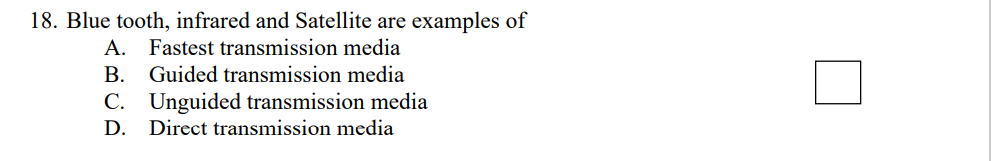 18. Blue tooth, infrared and Satellite are examples of
A. Fastest transmission media
B. Guided transmission media
C. Unguided transmission media
D. Direct transmission media